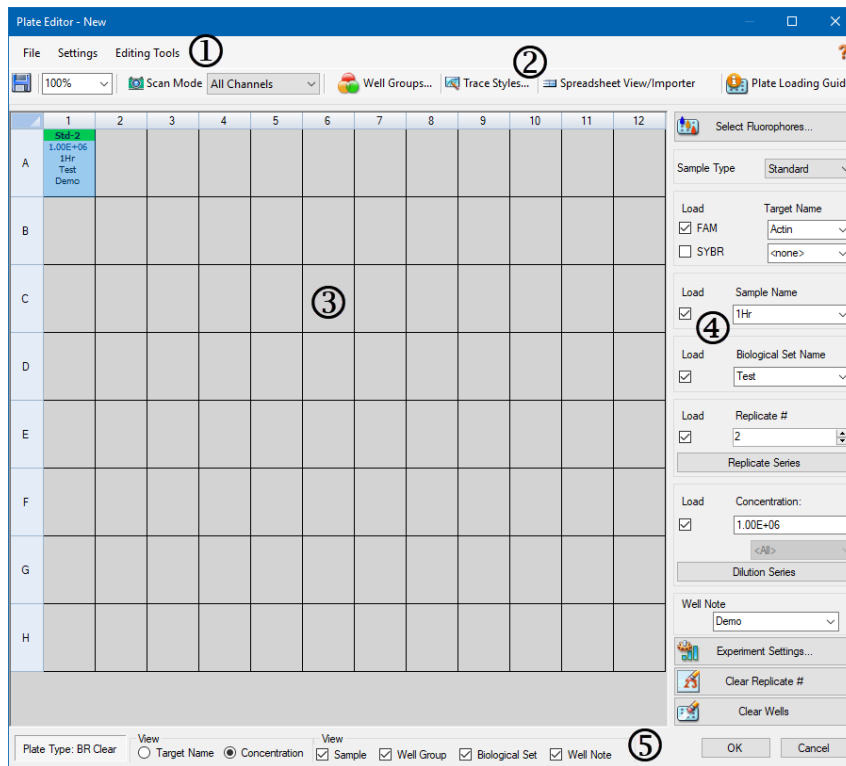 Plate Editor - New
File Settings Editing Tools ①
②
100% Scan Mode All Channels Well Groups... Trace Styles... Spreadsheet View/Importer Plate Loading Guid
1 2 3 4 5 6 7 8 9 10 11 12
Select Fluorophores...
A
Std-2
1.00E+06
1Hr
Test
Demo
B
C
③
D
E
F
G
H
Sample Type Standard
Load Target Name
FAM Actin
SYBR <none>
Load Sample Name
1Hr
④
Load Biological Set Name
Test
Load Replicate #
2
Replicate Series
Load Concentration:
1.00E+06
<All>
Dilution Series
Well Note
Demo
Experiment Settings...
Clear Replicate #
Clear Wells
Plate Type: BR Clear
View
Target Name Concentration
View
Sample Well Group Biological Set Well Note
⑤
OK Cancel